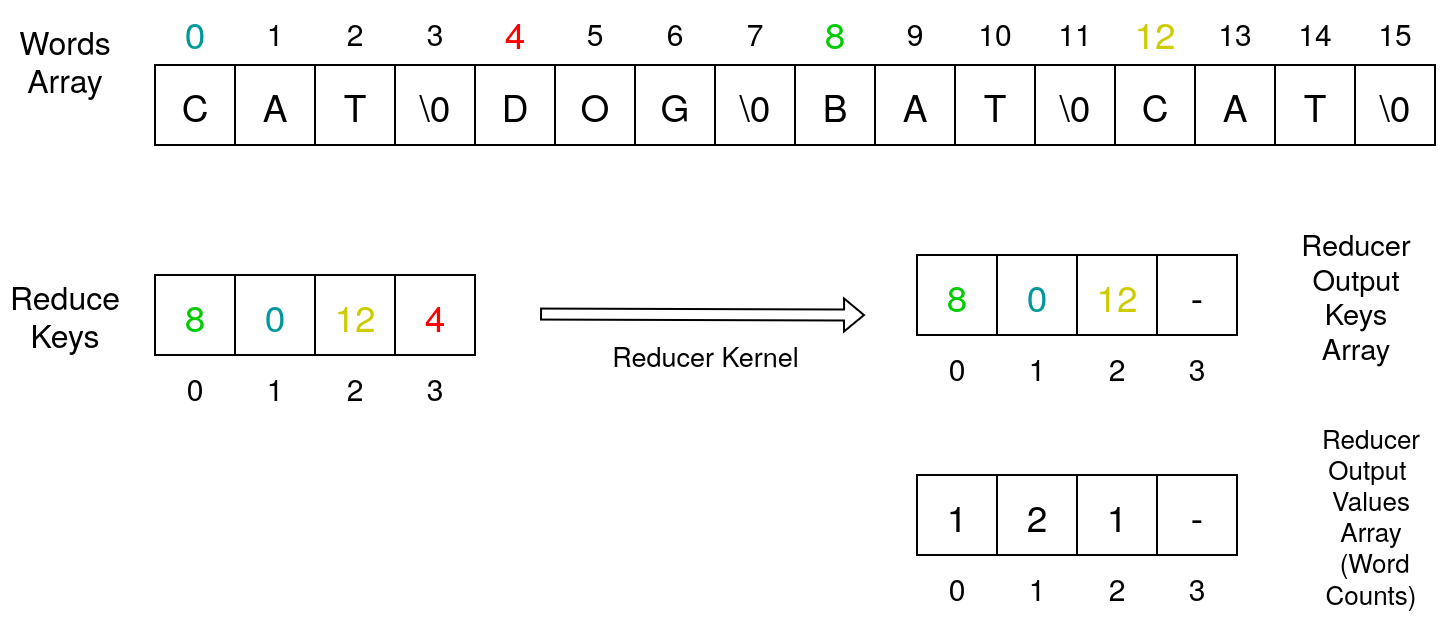 Words
Array
0 1 2 3 4 5 6 7 8 9 10 11 12 13 14 15
C A T \0 D O G \0 B A T \0 C A T \0
Reduce
Keys
8 0 12 4
0 1 2 3
Reducer Kernel
8 0 12 -
0 1 2 3
Reducer
Output
Keys
Array
1 2 1 -
0 1 2 3
Reducer
Output
Values
Array
(Word
Counts)